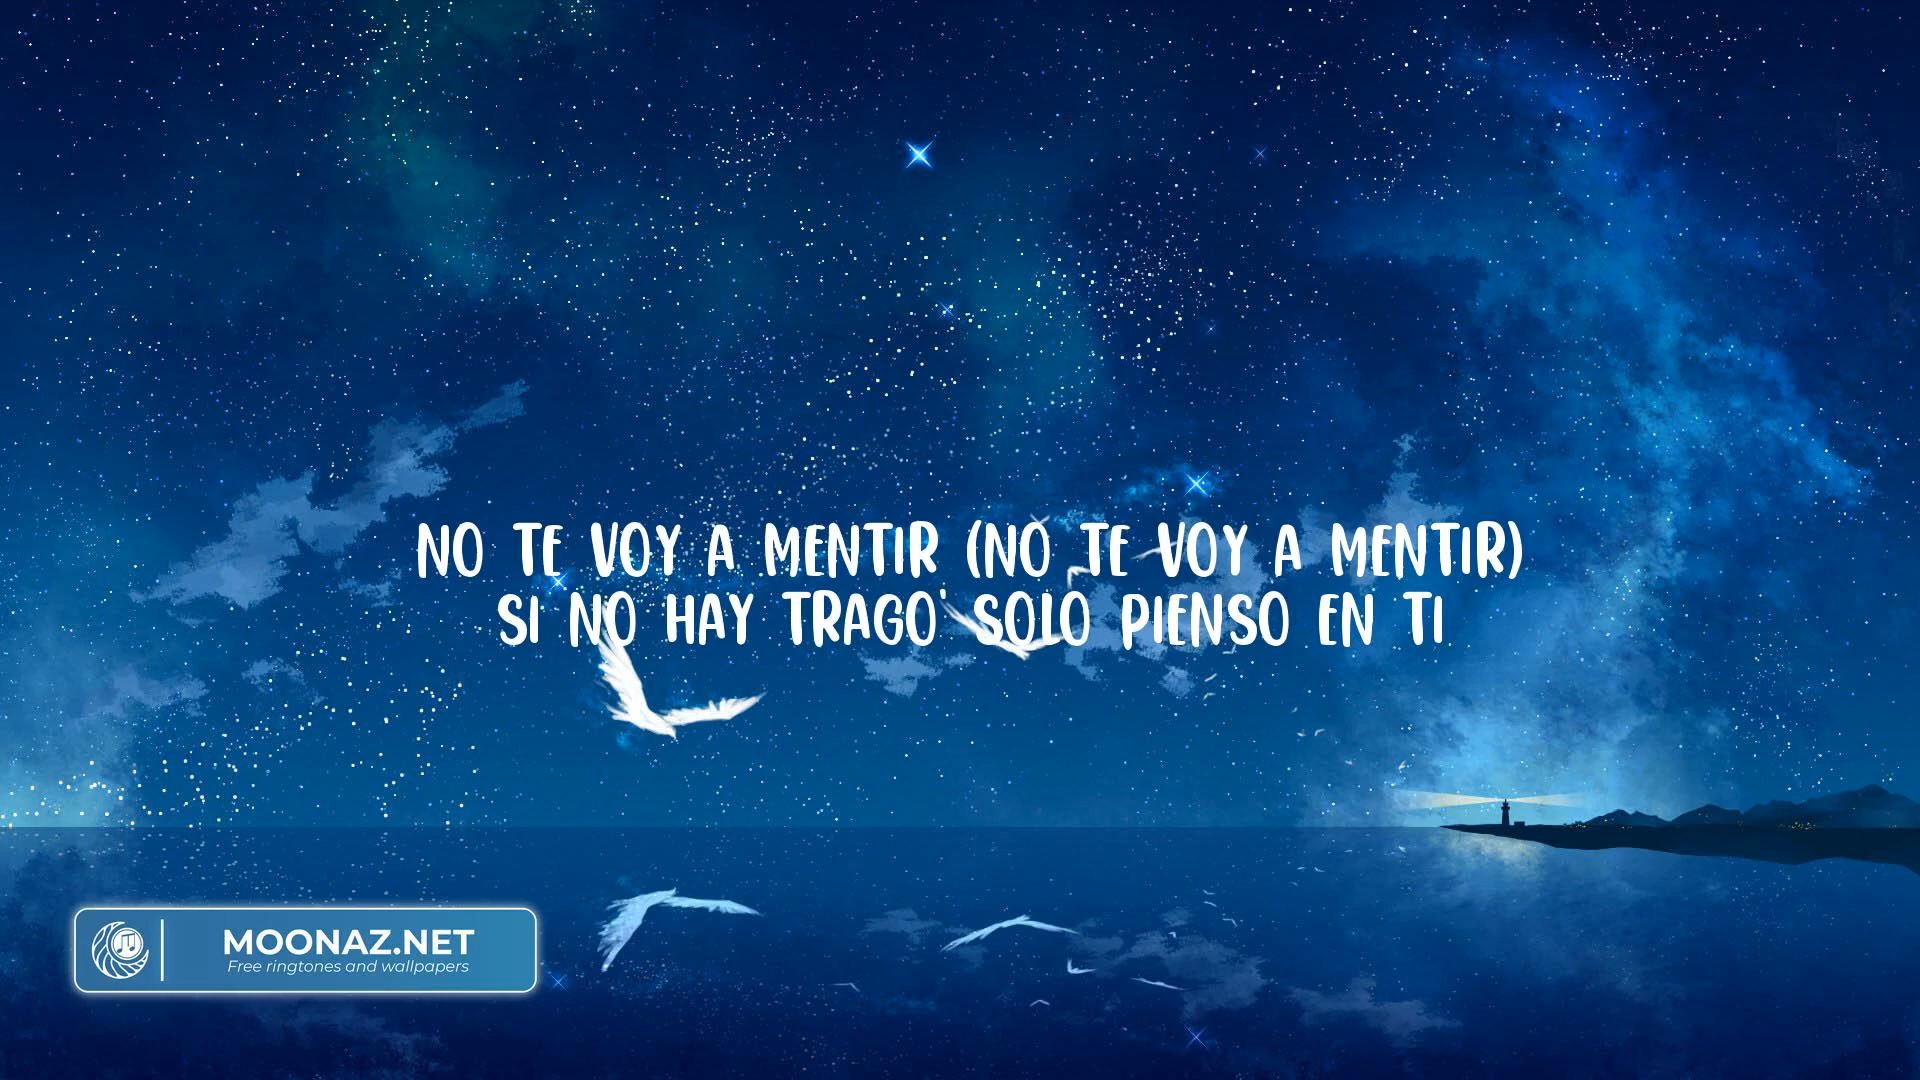 NO TE VOY A MENTIR (NO TE VOY A MENTIR)
SI NO HAY TRAGO' SOLO PIENSO EN TI
MOONAZ.NET
Free ringtones and wallpapers